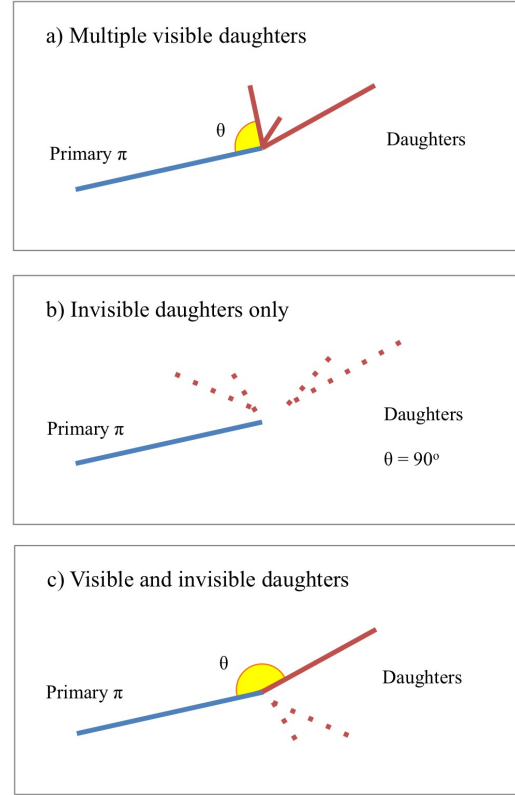 a) Multiple visible daughters
θ
Primary π
Daughters
b) Invisible daughters only
Primary π
Daughters
θ = 90°
c) Visible and invisible daughters
θ
Primary π
Daughters